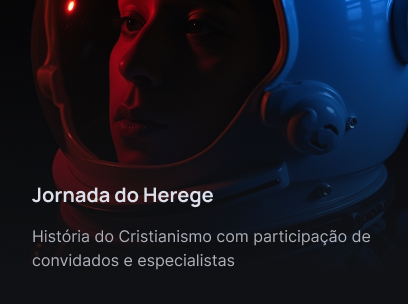 Jornada do Herege
História do Cristianismo com participação de
convidados e especialistas